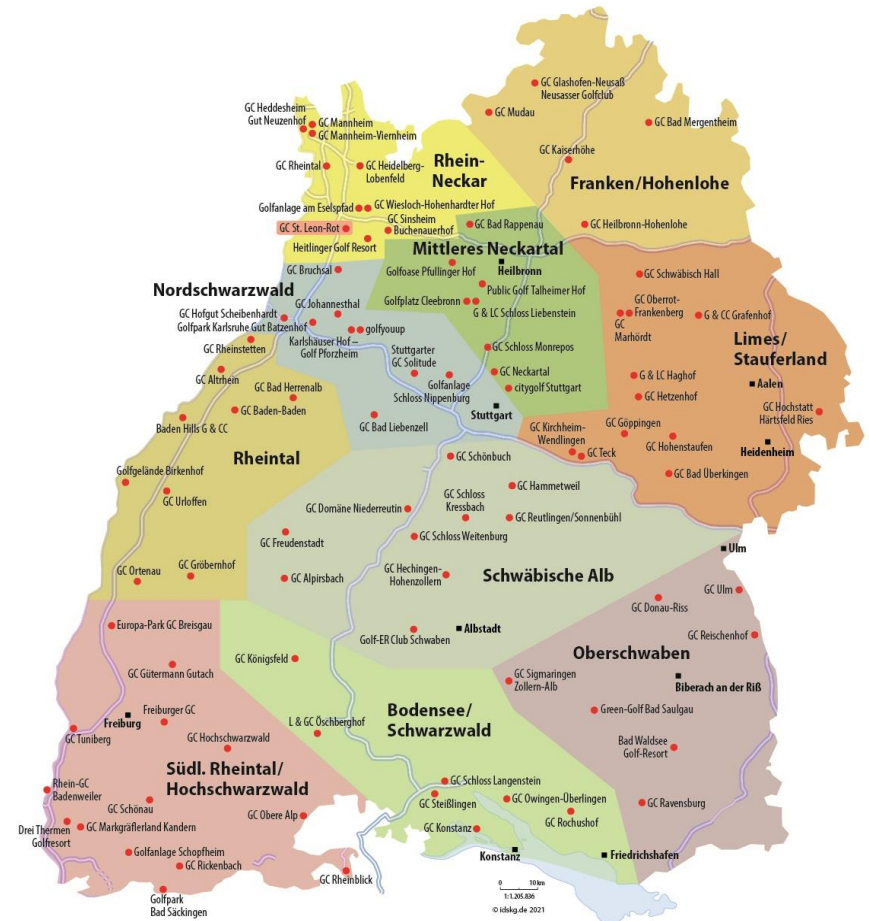 GC Glashofen-Neusaß
Neusasser Golfclub
GC Mudau
GC Bad Mergentheim
GC Heddesheim
Gut Neuzenhof
GC Mannheim
GC Mannheim-Viernheim
GC Kaiserhöhe
GC Rheintal
GC Heidelberg-
Lobenfeld
Rhein-
Neckar
Franken/Hohenlohe
Golfanlage am Eselspfad
GC Wiesloch-Hohenhardter Hof
GC St. Leon-Rot
GC Sinsheim
Buchenauerhof
GC Bad Rappenau
GC Heilbronn-Hohenlohe
Heitlinger Golf Resort
Mittleres Neckartal
GC Bruchsal
Golfoase Pfullinger Hof
Heilbronn
GC Schwäbisch Hall
Nordschwarzwald
Public Golf Talheimer Hof
GC Johannesthal
Golfplatz Cleebronn
G & LC Schloss Liebenstein
GC Oberrot-
Frankenberg
G & CC Grafenhof
GC Hofgut Scheibenhardt
Golfpark Karlsruhe Gut Batzenhof
golfyouup
GC
Marhördt
Limes/
Stauferland
Karlshäuser Hof –
Golf Pforzheim
GC Rheinstetten
Stuttgarter
GC Solitude
GC Schloss Monrepos
GC Altrhein
GC Neckartal
G & LC Haghof
Aalen
GC Bad Herrenalb
Golfanlage
Schloss Nippenburg
citygolf Stuttgart
GC Hetzenhof
GC Baden-Baden
Stuttgart
GC Hochstatt
Härtsfeld Ries
Baden Hills G & CC
GC Bad Liebenzell
GC Kirchheim-
Wendlingen
GC Göppingen
GC Hohenstaufen
Heidenheim
Rheintal
GC Schönbuch
GC Teck
Golfgelände Birkenhof
GC Bad Überkingen
GC Urloffen
GC Hammetweil
GC Domäne Niederreutin
GC Schloss
Kressbach
GC Reutlingen/Sonnenbühl
GC Freudenstadt
GC Schloss Weitenburg
Ulm
GC Ortenau
GC Gröbernhof
GC Alpirsbach
GC Hechingen-
Hohenzollern
Schwäbische Alb
GC Ulm
GC Donau-Riss
Europa-Park GC Breisgau
Golf-ER Club Schwaben
Albstadt
GC Reischenhof
GC Königsfeld
Oberschwaben
GC Gütermann Gutach
GC Sigmaringen
Zollern-Alb
Biberach an der Riß
Bodensee/
Schwarzwald
Green-Golf Bad Saulgau
Freiburg
Freiburger GC
L & GC Öschberghof
GC Tuniberg
GC Hochschwarzwald
Bad Waldsee
Golf-Resort
Südl. Rheintal/
Hochschwarzwald
Rhein-GC
Badenweiler
GC Schloss Langenstein
GC Schönau
GC Steißlingen
GC Owingen-Überlingen
GC Ravensburg
Drei Thermen
Golfresort
GC Markgräflerland Kandern
GC Obere Alp
GC Rochushof
GC Konstanz
Golfanlage Schopfheim
Konstanz
Friedrichshafen
GC Rickenbach
GC Rheinblick
Golfpark
Bad Säckingen
0 10 km
1:1.205.836
© idskg.de 2021